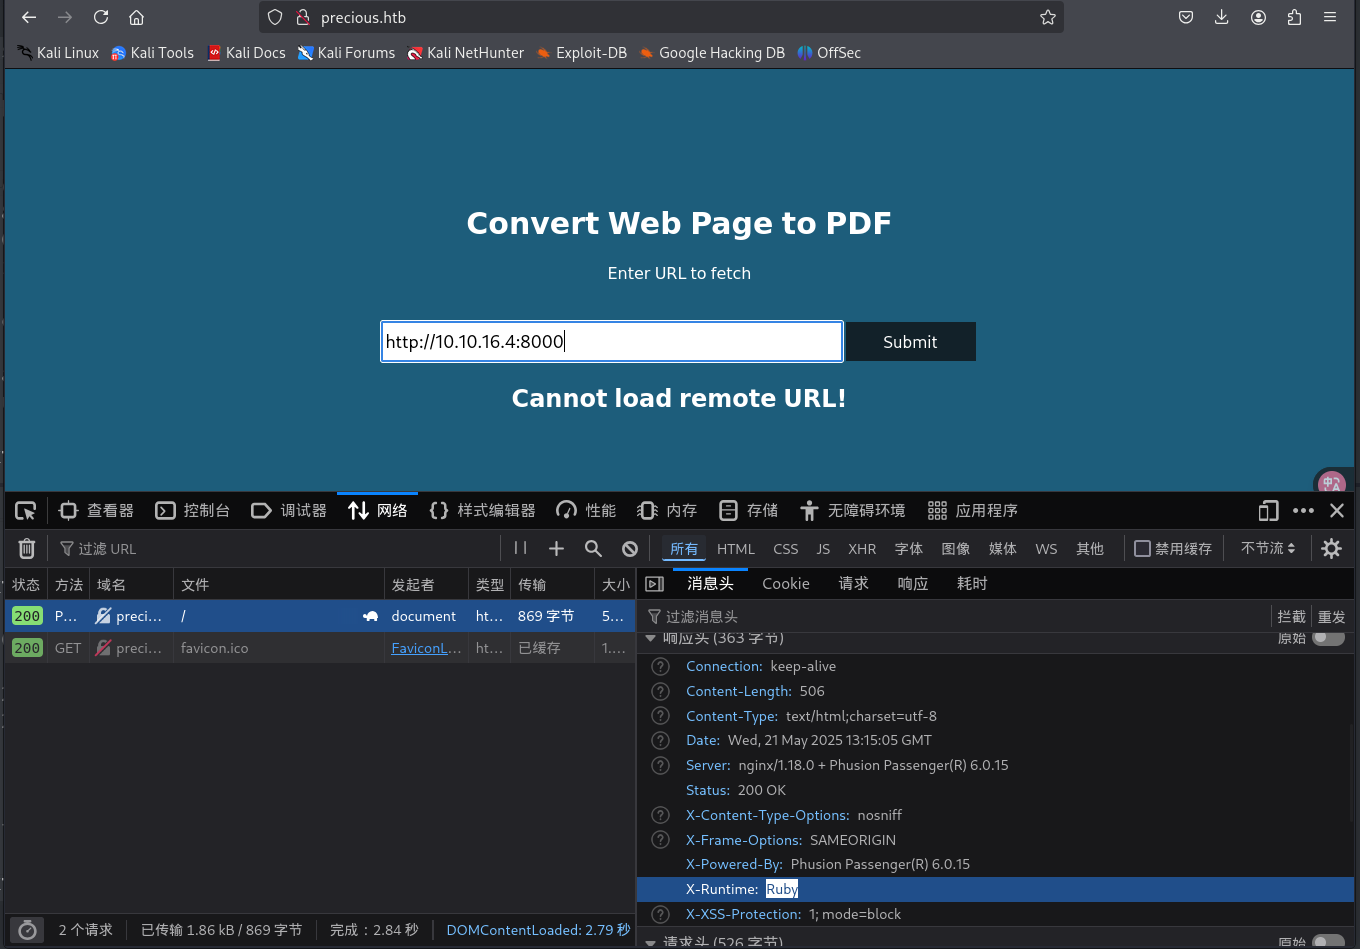 precious.htb
Kali Linux Kali Tools Kali Docs Kali Forums Kali NetHunter Exploit-DB Google Hacking DB OffSec
Convert Web Page to PDF
Enter URL to fetch
http://10.10.16.4:8000 Submit
Cannot load remote URL!
查看器 控制台 调试器 网络 样式编辑器 性能 内存 存储 无障碍环境 应用程序
过滤 URL 所有 HTML CSS JS XHR 字体 图像 媒体 WS 其他 禁用缓存 不节流
状态 方法 域名 文件 发起者 类型 传输 大小 消息头 Cookie 请求 响应 耗时
200 P... preci... / document ht... 869 字节 5... 过滤消息头 拦截 重发
200 GET preci... favicon.ico FaviconL... ht... 已缓存 1....
响应头 (363 字节) 原始
Connection: keep-alive
Content-Length: 506
Content-Type: text/html;charset=utf-8
Date: Wed, 21 May 2025 13:15:05 GMT
Server: nginx/1.18.0 + Phusion Passenger(R) 6.0.15
Status: 200 OK
X-Content-Type-Options: nosniff
X-Frame-Options: SAMEORIGIN
X-Powered-By: Phusion Passenger(R) 6.0.15
X-Runtime: Ruby
X-XSS-Protection: 1; mode=block
请求头 (526 字节) 原始
2 个请求 已传输 1.86 kB / 869 字节 完成：2.84 秒 DOMContentLoaded: 2.79 秒